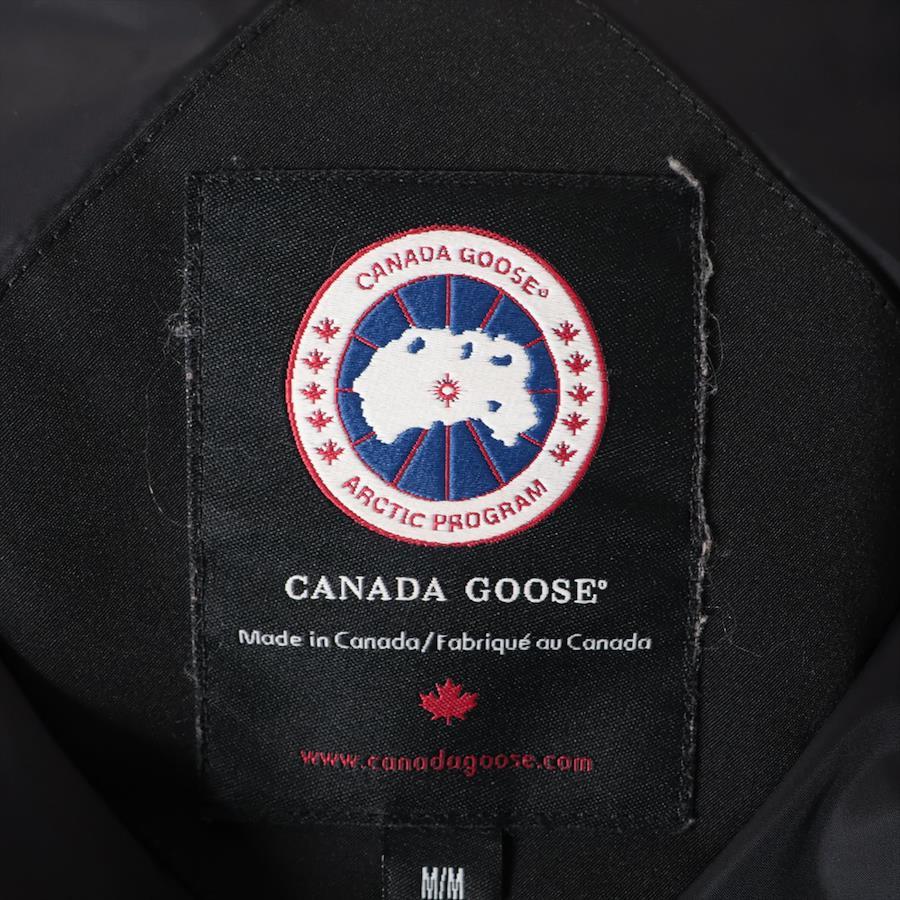 CANADA GOOSE®
ARCTIC PROGRAM
CANADA GOOSE®
Made in Canada/Fabriqué au Canada
www.canadagoose.com
M/M